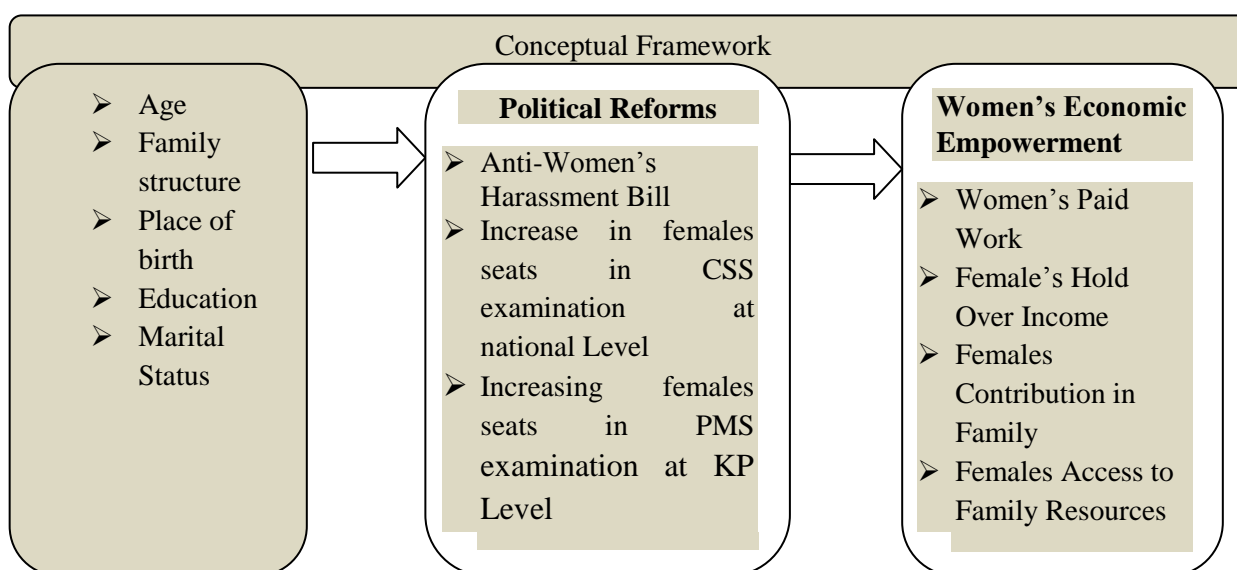 Conceptual Framework
➢ Age
➢ Family
structure
➢ Place of
birth
➢ Education
➢ Marital
Status
Political Reforms
➢ Anti-Women's
Harassment Bill
➢ Increase in females
seats in CSS
examination at
national Level
➢ Increasing females
seats in PMS
examination at KP
Level
Women's Economic
Empowerment
➢ Women's Paid
Work
➢ Female's Hold
Over Income
➢ Females
Contribution in
Family
➢ Females Access to
Family Resources